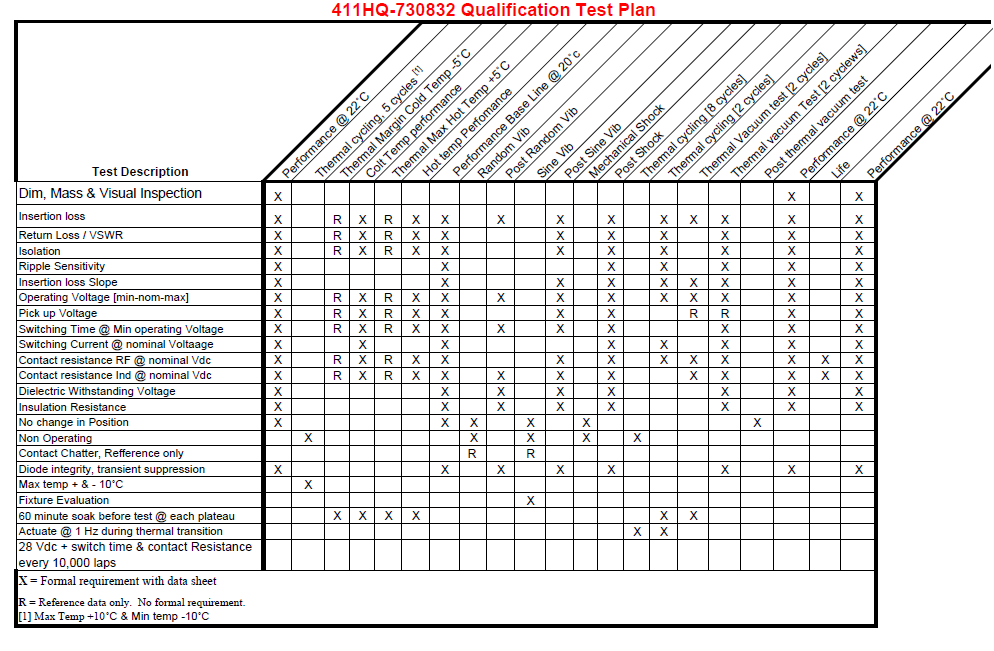 411HQ-730832 Qualification Test Plan
Performance @ 22˚C
Thermal cycling, 5 cycles [1]
Thermal Margin Cold Temp -5˚C
Colt Temp performance
Thermal Max Hot Temp +5˚C
Hot temp Perfomance
Performance Base Line @ 20˚c
Random Vib
Post Random VIb
Sine Vib
Post Sine VIb
Mechanical Shock
Post Shock
Thermal cycling [8 cycles]
Thermal cycling [2 cycles]
Thermal Vacuum test [2 cycles]
Thermal vacuum Test [2 cyclews]
Post thermal vacuum test
Performance @ 22˚C
Life
Performance @ 22˚C
Test Description
Dim, Mass & Visual Inspection X X X
Insertion loss X R X R X X X X X X X X X X
Return Loss / VSWR X R X R X X X X X X X X
Isolation X R X R X X X X X X X X
Ripple Sensitivity X X X X X X X
Insertion loss Slope X X X X X X X X X
Operating Voltage [min-nom-max] X R X R X X X X X X X X X X
Pick up Voltage X R X R X X X X R R X X
Switching Time @ Min operating Voltage X R X R X X X X X X X X
Switching Current @ nominal Voltaage X X X X X X X X
Contact resistance RF @ nominal Vdc X R X R X X X X X X X X X X
Contact resistance Ind @ nominal Vdc X R X R X X X X X X X X X X
Dielectric Withstanding Voltage X X X X X X X X
Insulation Resistance X X X X X X X X
No change in Position X X X X X X
Non Operating X X X X X
Contact Chatter, Refference only R R
Diode integrity, transient suppression X X X X X X X X
Max temp + & - 10°C X
Fixture Evaluation X
60 minute soak before test @ each plateau X X X X X X
Actuate @ 1 Hz during thermal transition X X
28 Vdc + switch time & contact Resistance
every 10,000 laps
X = Formal requirement with data sheet
R = Reference data only. No formal requirement.
[1] Max Temp +10°C & Min temp -10°C